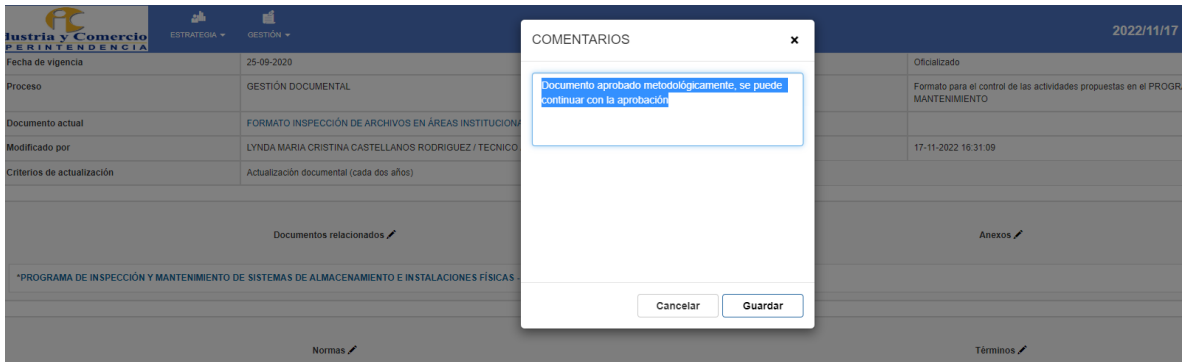 dustria y Comercio
PERINTENDENCIA
ESTRATEGIA
GESTIÓN
2022/11/17
COMENTARIOS
×
Documento aprobado metodológicamente, se puede
continuar con la aprobación
Cancelar
Guardar
Fecha de vigencia
25-09-2020
Oficializado
Proceso
GESTIÓN DOCUMENTAL
Formato para el control de las actividades propuestas en el PROGRA
MANTENIMIENTO
Documento actual
FORMATO INSPECCIÓN DE ARCHIVOS EN ÁREAS INSTITUCIONA
Modificado por
LYNDA MARIA CRISTINA CASTELLANOS RODRIGUEZ / TECNICO
17-11-2022 16:31:09
Criterios de actualización
Actualización documental (cada dos años)
Documentos relacionados
Anexos
*PROGRAMA DE INSPECCIÓN Y MANTENIMIENTO DE SISTEMAS DE ALMACENAMIENTO E INSTALACIONES FÍSICAS -
Normas
Términos